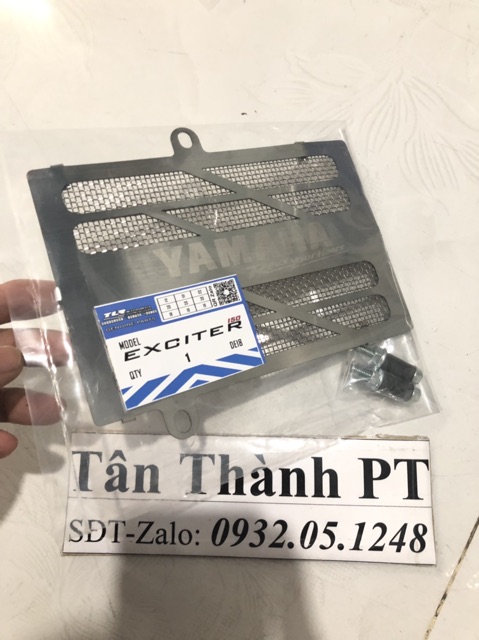 YAMAHA
MODEL EXCITER 150
QTY 1 DE18
Tân Thành PT
SĐT-Zalo: 0932.05.1248